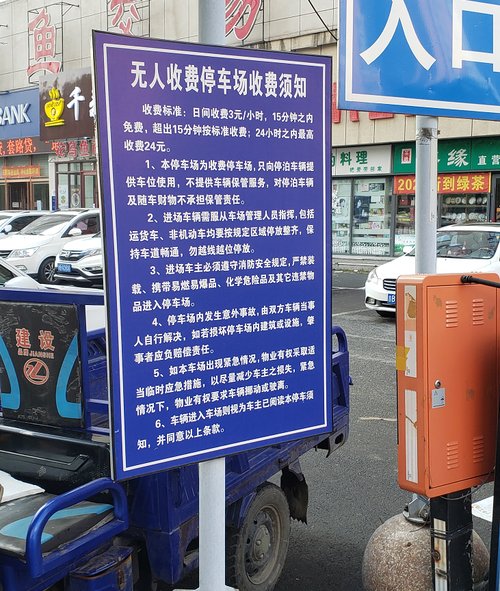 入口
BANK
套路贷
建设
JIANSHE
的料理
缘
直营
到绿茶
无人收费停车场收费须知
收费标准：日间收费3元/小时，15分钟之内
免费，超出15分钟按标准收费；24小时之内最高
收费24元。
1、本停车场为收费停车场，只向停泊车辆提
供车位使用，不提供车辆保管服务，对停泊车辆
及随车财物不承担保管责任。
2、进场车辆需服从车场管理人员指挥，包括
运货车、非机动车均要按规定区域停放整齐，保
持车道畅通，勿越线越位停放。
3、进场车主必须遵守消防安全规定，严禁装
载、携带易燃易爆品、化学危险品及其它违禁物
品进入停车场。
4、停车场内发生意外事故，由双方车辆当事
人自行解决，如若损坏停车场内建筑或设施，肇
事者应负赔偿责任。
5、如本车场出现紧急情况，物业有权采取适
当临时应急措施，以尽量减少车主之损失，紧急
情况下，物业有权要求车辆挪动或驶离。
6、车辆进入车场则视为车主已阅读本停车须
知，并同意以上条款。